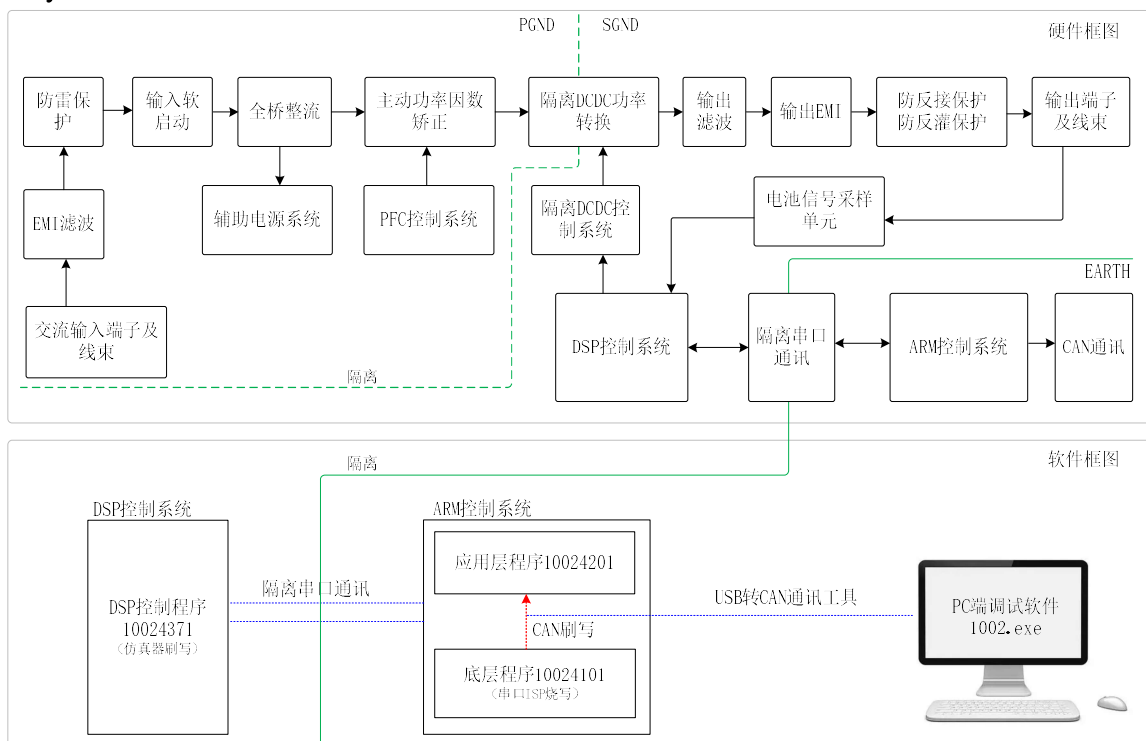 PGND
SGND
硬件框图
防雷保
护
输入软
启动
全桥整流
主动功率因数
矫正
隔离DCDC功率
转换
输出
滤波
输出EMI
防反接保护
防反灌保护
输出端子
及线束
EMI滤波
辅助电源系统
PFC控制系统
隔离DCDC控
制系统
电池信号采样
单元
EARTH
交流输入端子及
线束
DSP控制系统
隔离串口
通讯
ARM控制系统
CAN通讯
隔离
隔离
软件框图
DSP控制系统
ARM控制系统
应用层程序10024201
隔离串口通讯
DSP控制程序
10024371
(仿真器刷写)
CAN刷写
底层程序10024101
(串口ISP烧写)
USB转CAN通讯工具
PC端调试软件
1002.exe